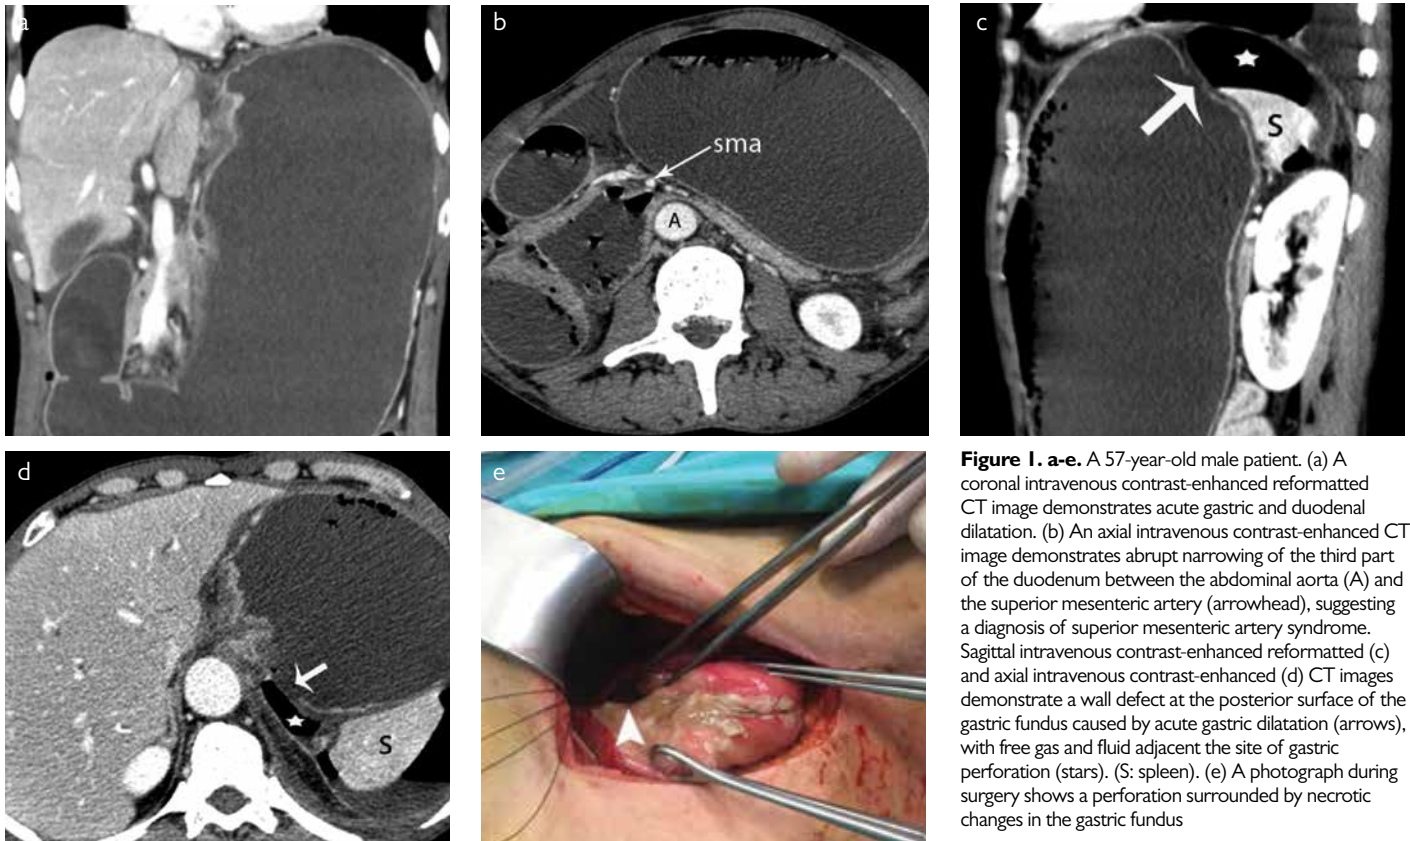 a
b
sma
A
c
S
d
S
e
Figure 1. a-e. A 57-year-old male patient. (a) A
coronal intravenous contrast-enhanced reformatted
CT image demonstrates acute gastric and duodenal
dilatation. (b) An axial intravenous contrast-enhanced CT
image demonstrates abrupt narrowing of the third part
of the duodenum between the abdominal aorta (A) and
the superior mesenteric artery (arrowhead), suggesting
a diagnosis of superior mesenteric artery syndrome.
Sagittal intravenous contrast-enhanced reformatted (c)
and axial intravenous contrast-enhanced (d) CT images
demonstrate a wall defect at the posterior surface of the
gastric fundus caused by acute gastric dilatation (arrows),
with free gas and fluid adjacent the site of gastric
perforation (stars). (S: spleen). (e) A photograph during
surgery shows a perforation surrounded by necrotic
changes in the gastric fundus